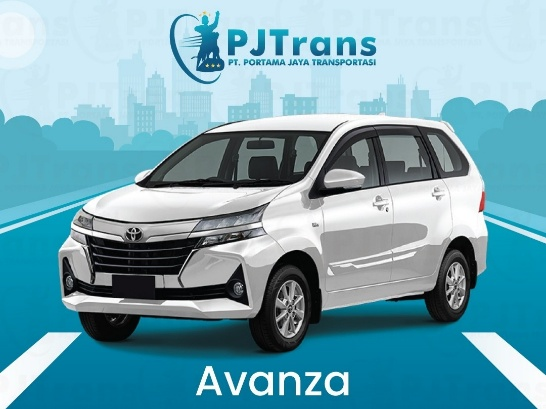 PJTrans
PT. PORTAMA JAYA TRANSPORTASI
Avanza